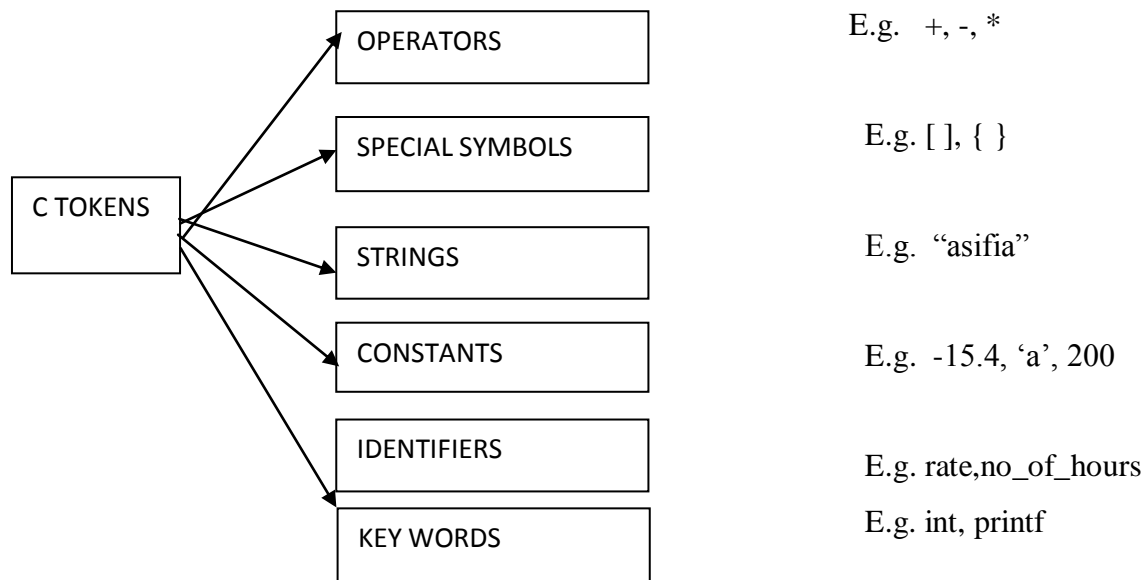 OPERATORS
E.g. +, -, *
SPECIAL SYMBOLS
E.g. [ ], { }
C TOKENS
STRINGS
E.g. “asifia”
CONSTANTS
E.g. -15.4, ‘a’, 200
IDENTIFIERS
E.g. rate,no_of_hours
KEY WORDS
E.g. int, printf